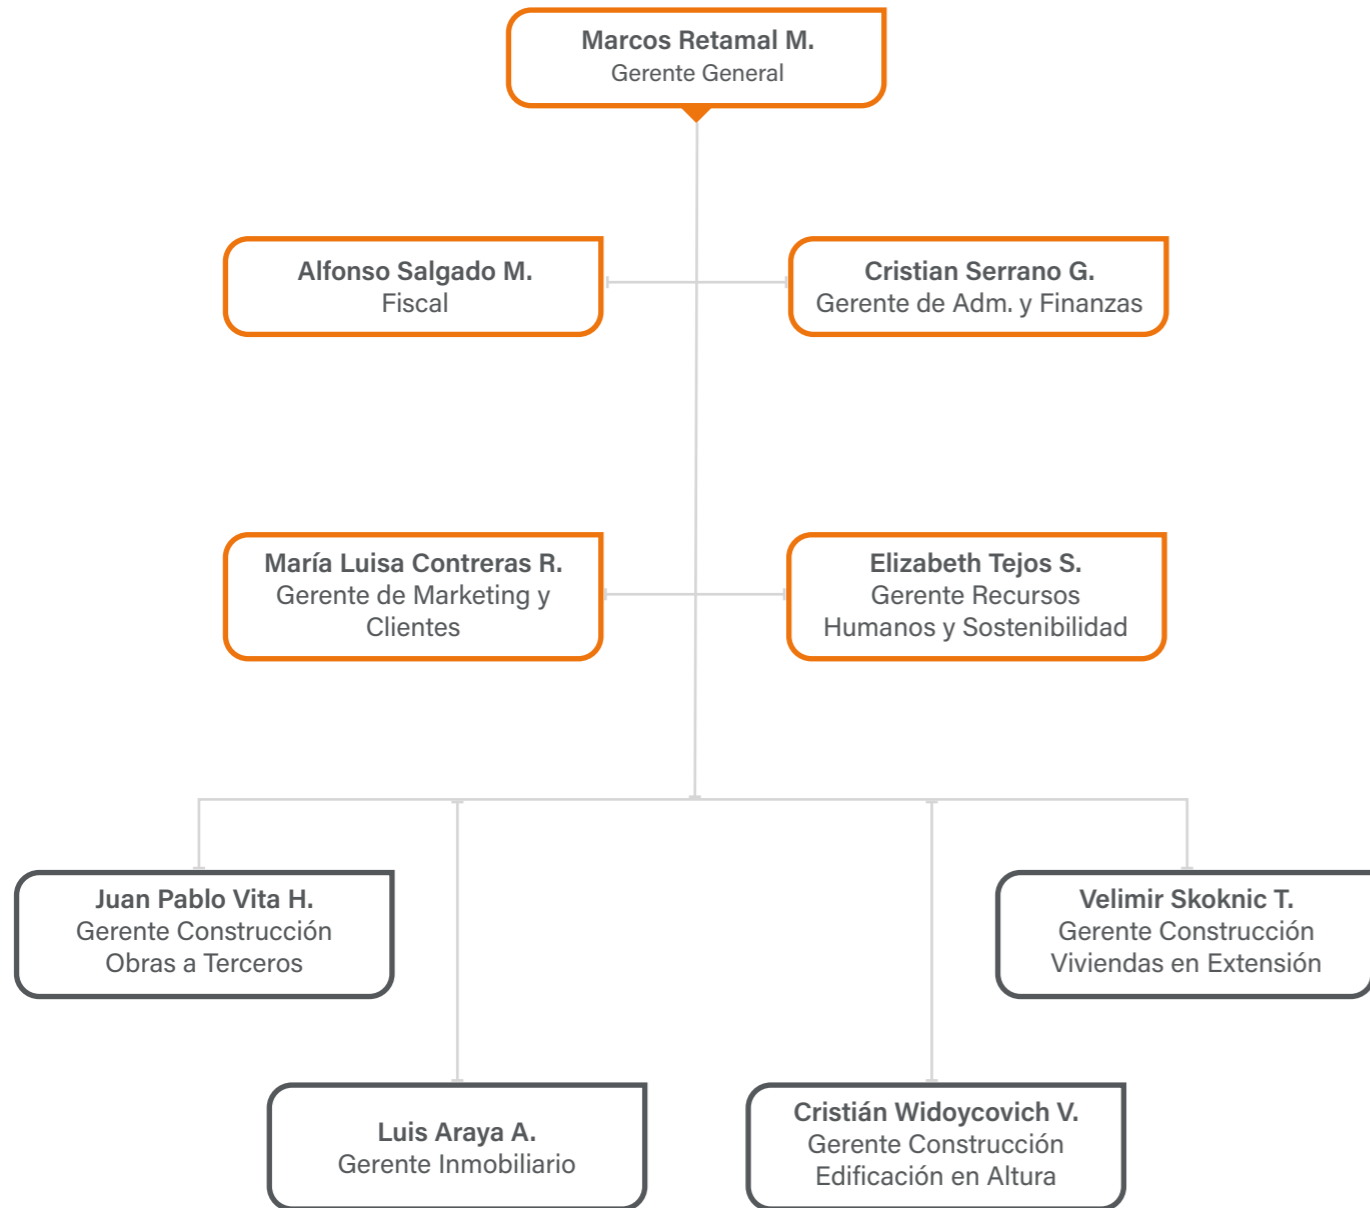 Marcos Retamal M.
Gerente General
Alfonso Salgado M.
Fiscal
Cristian Serrano G.
Gerente de Adm. y Finanzas
María Luisa Contreras R.
Gerente de Marketing y
Clientes
Elizabeth Tejos S.
Gerente Recursos
Humanos y Sostenibilidad
Juan Pablo Vita H.
Gerente Construcción
Obras a Terceros
Velimir Skoknic T.
Gerente Construcción
Viviendas en Extensión
Luis Araya A.
Gerente Inmobiliario
Cristián Widoycovich V.
Gerente Construcción
Edificación en Altura